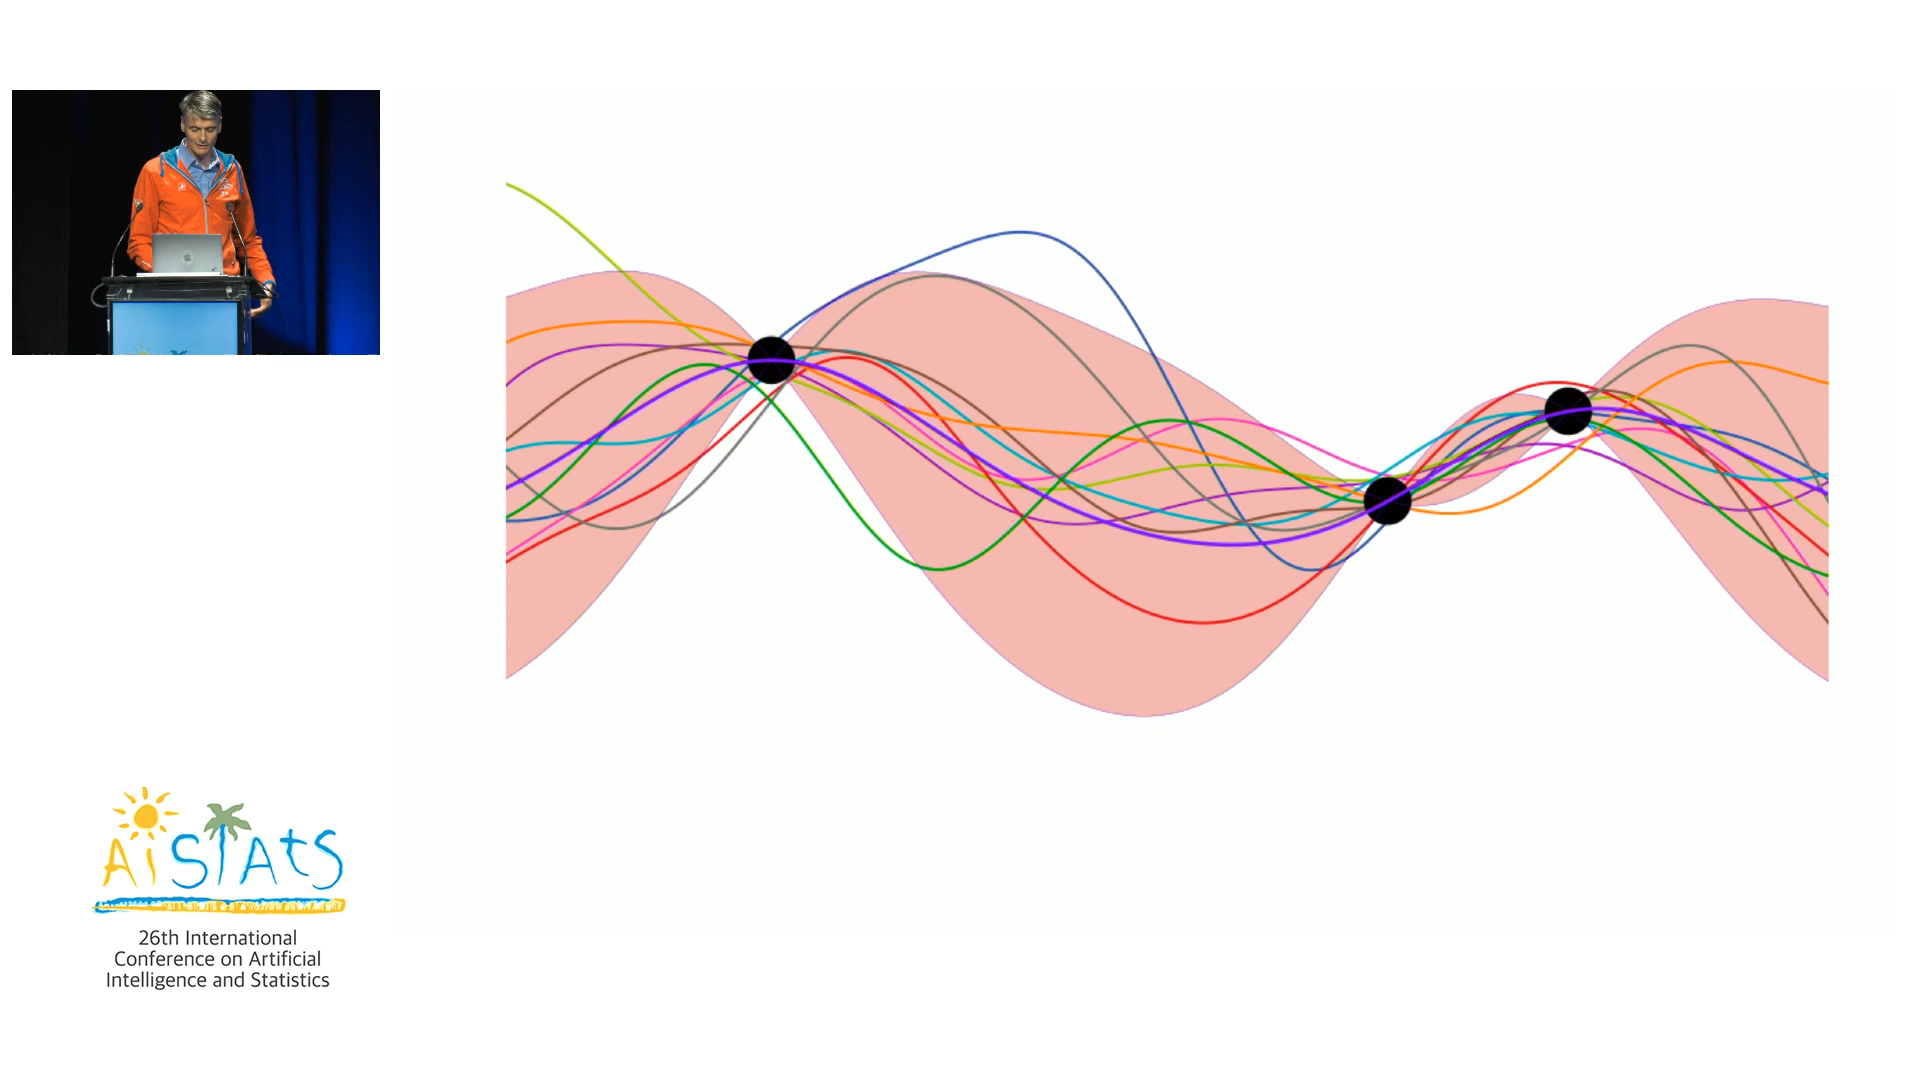 AiStAtS
26th International
Conference on Artificial
Intelligence and Statistics